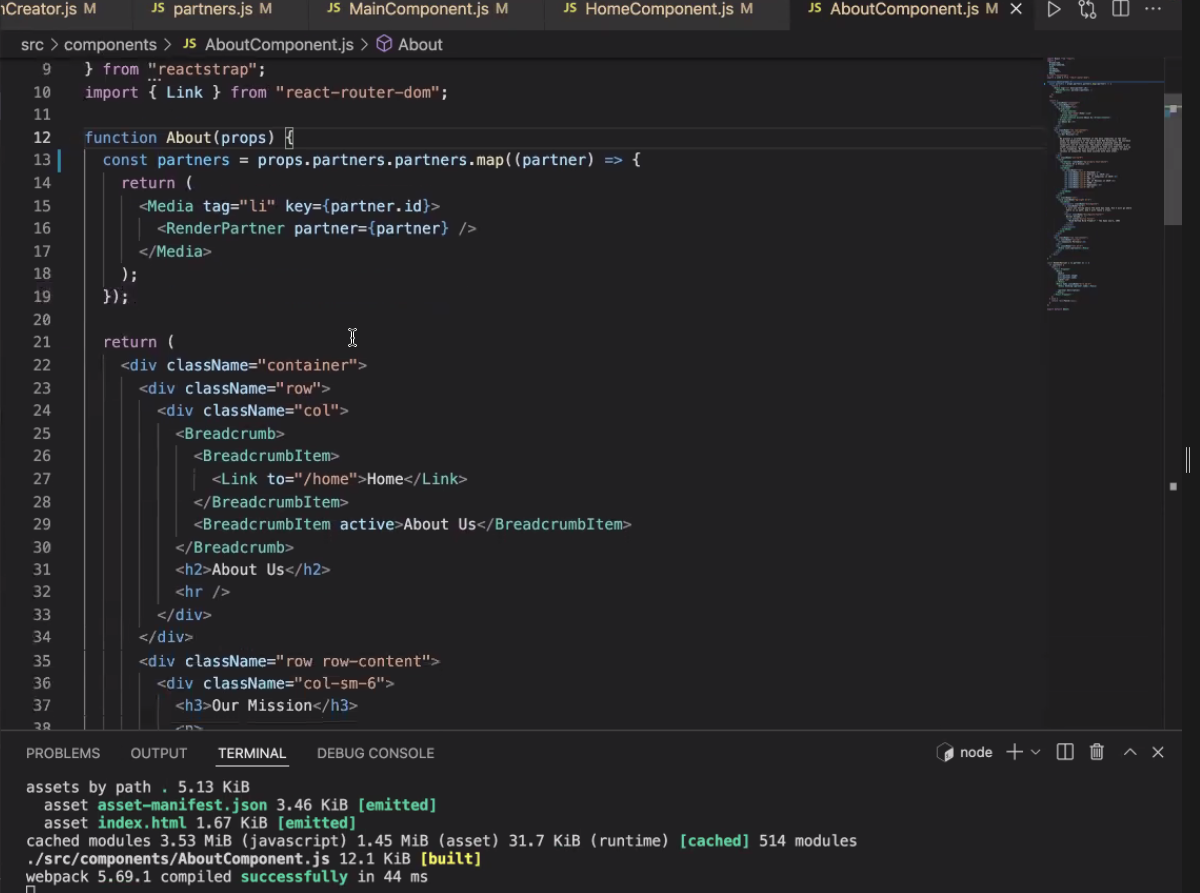 nCreator.js M JS partners.js M JS MainComponent.js M JS HomeComponent.js M JS AboutComponent.js M
src > components > JS AboutComponent.js > About
9 } from "reactstrap";
10 import { Link } from "react-router-dom";
11
12 function About(props) {
13 const partners = props.partners.partners.map((partner) => {
14 return (
15 <Media tag="li" key={partner.id}>
16 <RenderPartner partner={partner} />
17 </Media>
18 );
19 });
20
21 return (
22 <div className="container">
23 <div className="row">
24 <div className="col">
25 <Breadcrumb>
26 <BreadcrumbItem>
27 <Link to="/home">Home</Link>
28 </BreadcrumbItem>
29 <BreadcrumbItem active>About Us</BreadcrumbItem>
30 </Breadcrumb>
31 <h2>About Us</h2>
32 <hr />
33 </div>
34 </div>
35 <div className="row row-content">
36 <div className="col-sm-6">
37 <h3>Our Mission</h3>
38 <p>
PROBLEMS OUTPUT TERMINAL DEBUG CONSOLE node
assets by path . 5.13 KiB
asset asset-manifest.json 3.46 KiB [emitted]
asset index.html 1.67 KiB [emitted]
cached modules 3.53 MiB (javascript) 1.45 MiB (asset) 31.7 KiB (runtime) [cached] 514 modules
./src/components/AboutComponent.js 12.1 KiB [built]
webpack 5.69.1 compiled successfully in 44 ms